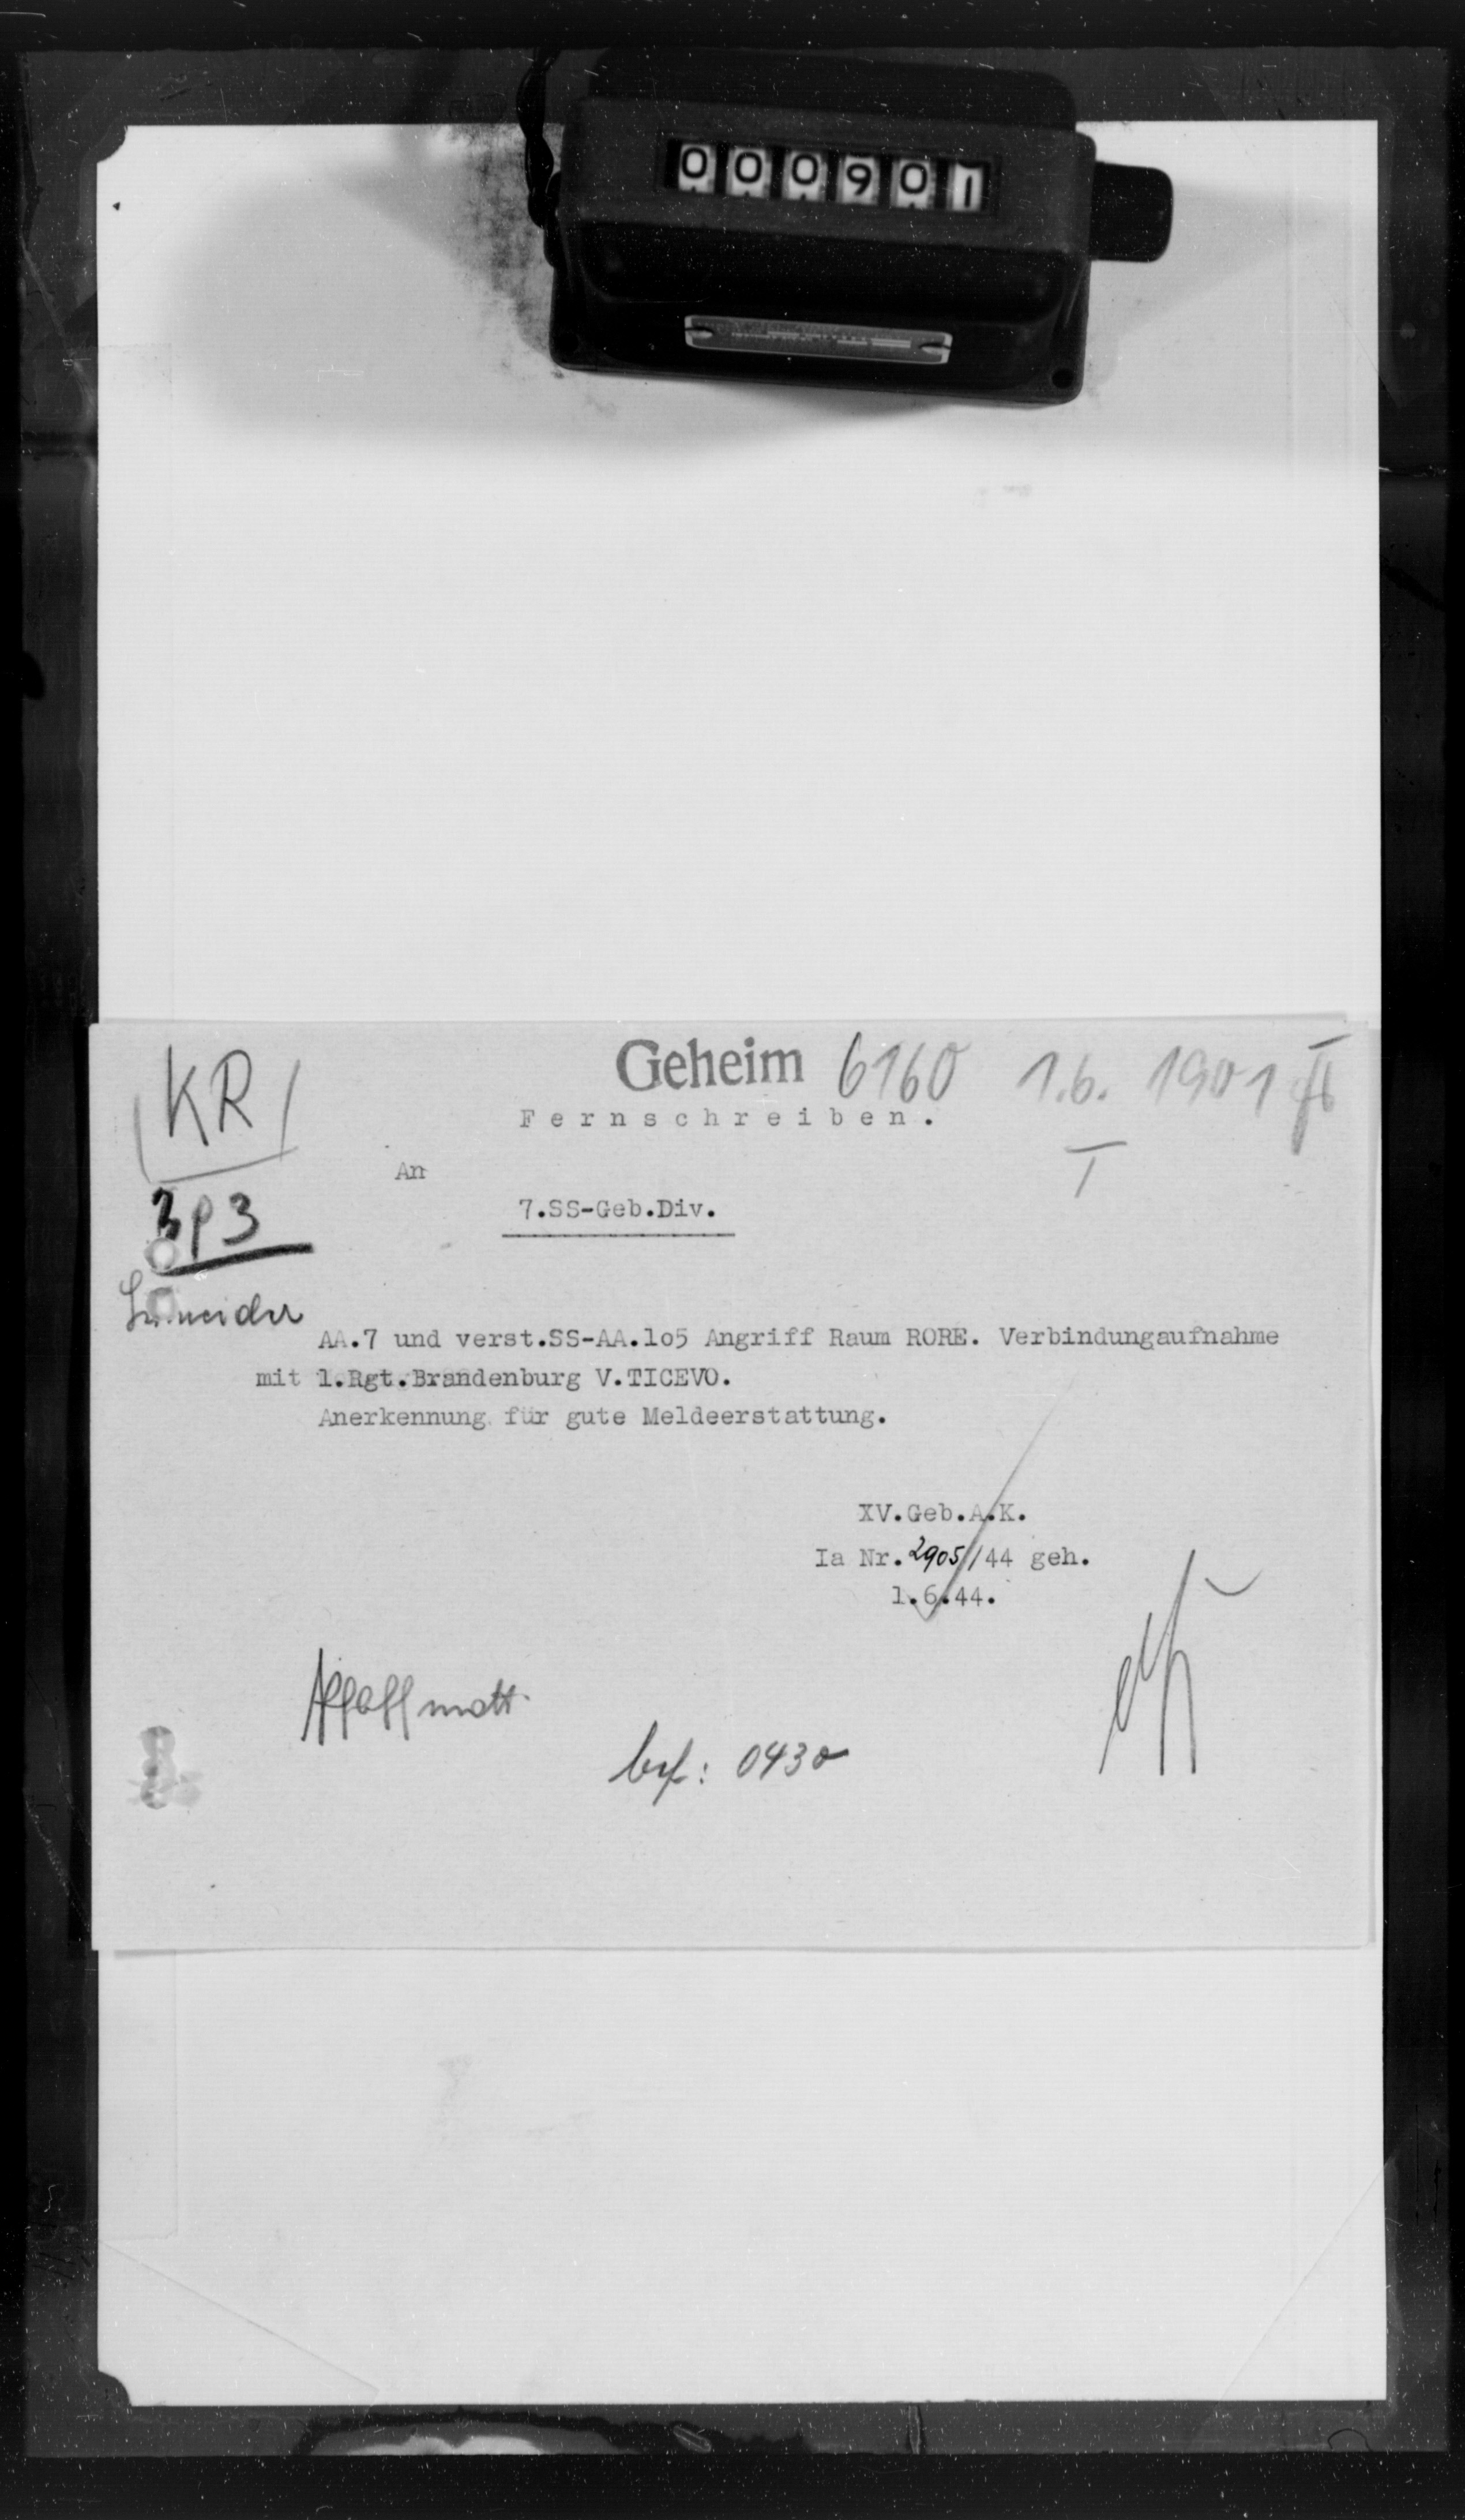 000901
Geheim 6160 1.6. 1901
KR
Fernschreiben.
I
An
7.SS-Geb.Div.
AA.7 und verst.SS-AA.lo5 Angriff Raum RORE. Verbindungaufnahme
mit 1.Rgt.Brandenburg V.TICEVO.
Anerkennung für gute Meldeerstattung.
XV.Geb.A.K.
Ia Nr. 2905/44 geh.
1.6.44.
bef: 0430